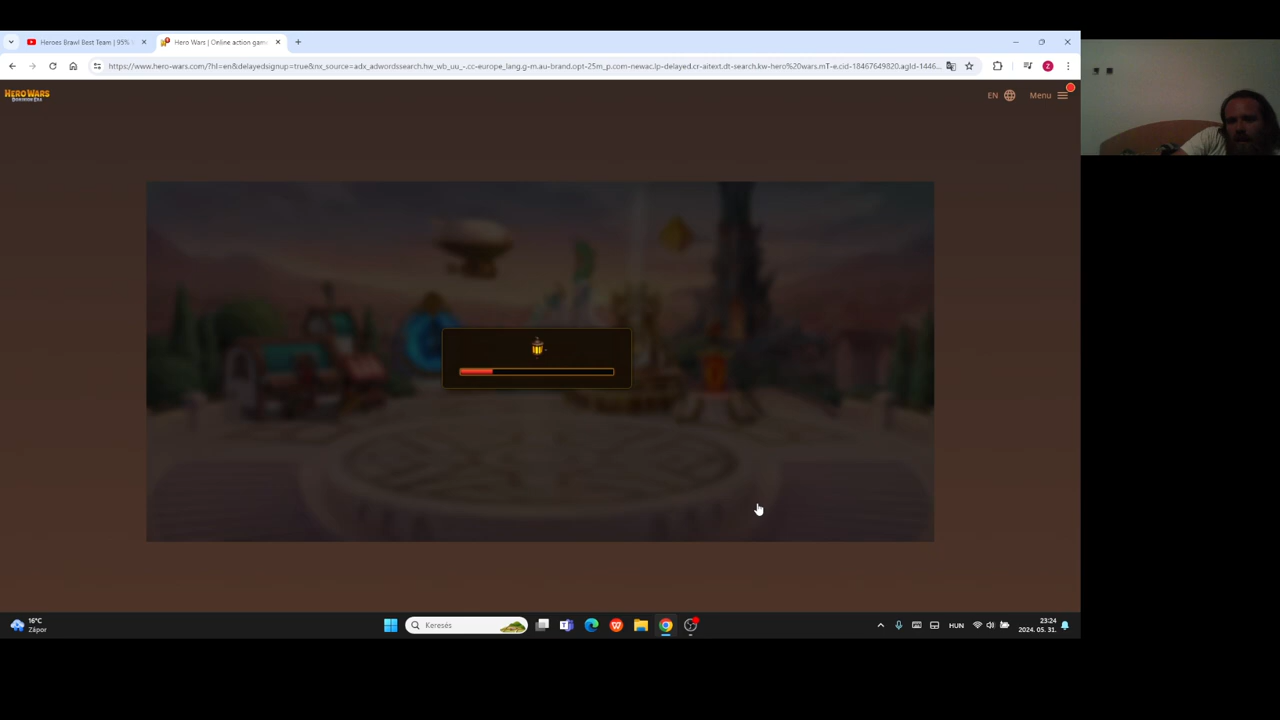 Heroes Brawl Best Team | 95%
Hero Wars | Online action gam
https://www.hero-wars.com/?hl=en&delayedsignup=true&nx_source=adx_adwordssearch.hw_wb_uu_-.cc-europe_lang.g-m.au-brand.opt-25m_p.com-newac.lp-delayed.cr-aitext.dt-search.kw-hero%20wars.mT-e.cid-18467649820.agId-1446...
Z
HERO WARS
DOMINION ERA
EN
Menu
16°C
Zápor
Keresés
HUN
23:24
2024. 05. 31.